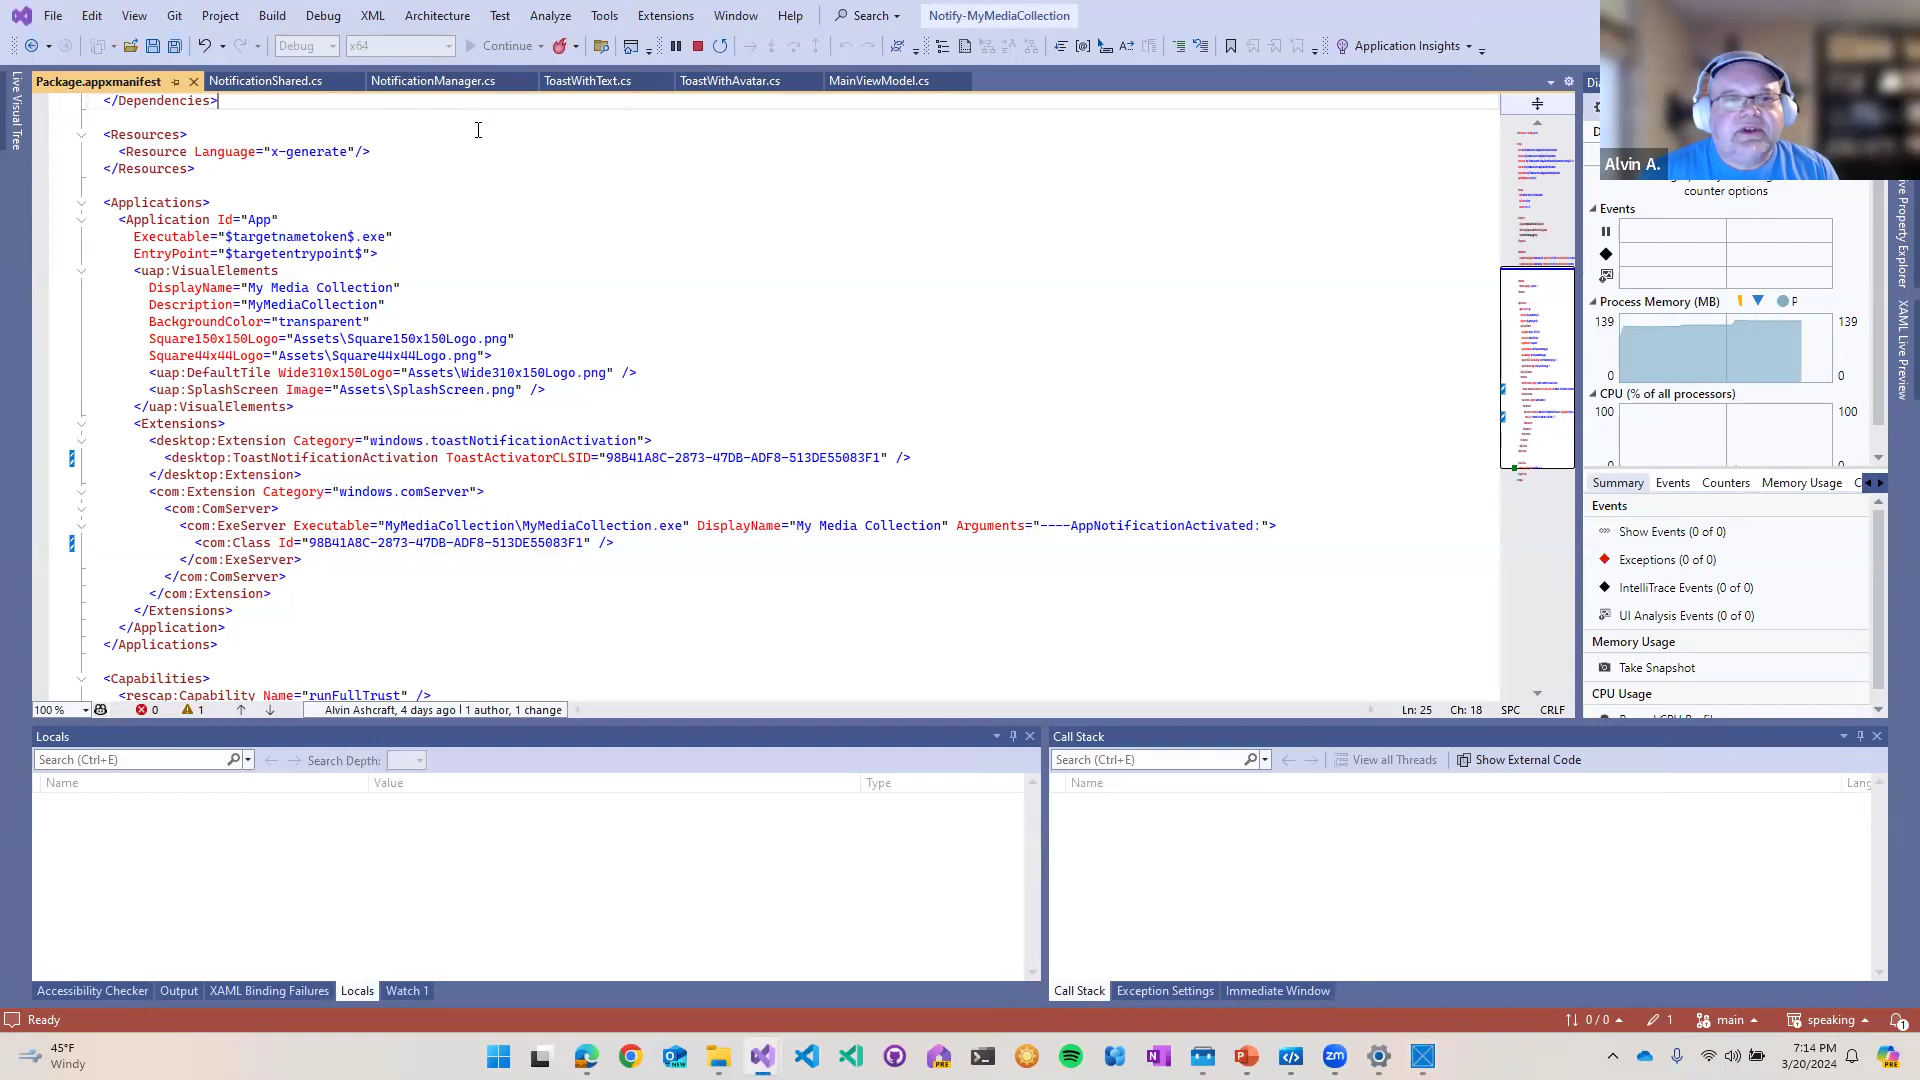 File Edit View Git Project Build Debug XML Architecture Test Analyze Tools Extensions Window Help Search Notify-MyMediaCollection
Debug x64 Continue Application Insights
Package.appxmanifest NotificationShared.cs NotificationManager.cs ToastWithText.cs ToastWithAvatar.cs MainViewModel.cs
Live Visual Tree
</Dependencies>
<Resources>
<Resource Language="x-generate"/>
</Resources>
<Applications>
<Application Id="App"
Executable="$targetnametoken$.exe"
EntryPoint="$targetentrypoint$">
<uap:VisualElements
DisplayName="My Media Collection"
Description="MyMediaCollection"
BackgroundColor="transparent"
Square150x150Logo="Assets\Square150x150Logo.png"
Square44x44Logo="Assets\Square44x44Logo.png">
<uap:DefaultTile Wide310x150Logo="Assets\Wide310x150Logo.png" />
<uap:SplashScreen Image="Assets\SplashScreen.png" />
</uap:VisualElements>
<Extensions>
<desktop:Extension Category="windows.toastNotificationActivation">
<desktop:ToastNotificationActivation ToastActivatorCLSID="98B41A8C-2873-47DB-ADF8-513DE55083F1" />
</desktop:Extension>
<com:Extension Category="windows.comServer">
<com:ComServer>
<com:ExeServer Executable="MyMediaCollection\MyMediaCollection.exe" DisplayName="My Media Collection" Arguments="----AppNotificationActivated:">
<com:Class Id="98B41A8C-2873-47DB-ADF8-513DE55083F1" />
</com:ExeServer>
</com:ComServer>
</com:Extension>
</Extensions>
</Application>
</Applications>
<Capabilities>
<rescap:Capability Name="runFullTrust" />
100 % 0 1 Alvin Ashcraft, 4 days ago | 1 author, 1 change Ln: 25 Ch: 18 SPC CRLF
Alvin A.
counter options
Events
Process Memory (MB) P
139 139
0 0
CPU (% of all processors)
100 100
Summary Events Counters Memory Usage C
Events
Show Events (0 of 0)
Exceptions (0 of 0)
IntelliTrace Events (0 of 0)
UI Analysis Events (0 of 0)
Memory Usage
Take Snapshot
CPU Usage
XAML Live Preview
Locals
Search (Ctrl+E) Search Depth:
Name Value Type
Accessibility Checker Output XAML Binding Failures Locals Watch 1
Call Stack
Search (Ctrl+E) View all Threads Show External Code
Name Lang
Call Stack Exception Settings Immediate Window
Ready 0 / 0 1 main speaking 1
45°F
Windy
7:14 PM
3/20/2024